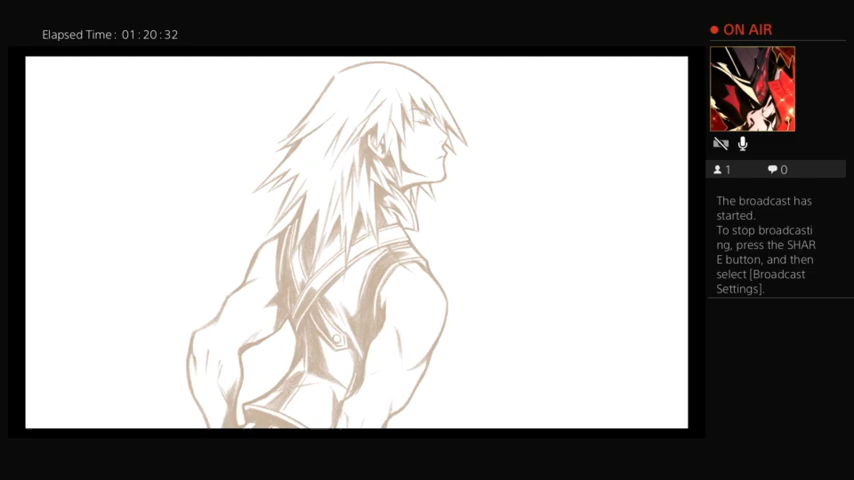 Elapsed Time: 01:20:32
ON AIR
1 0
The broadcast has
started.
To stop broadcasti
ng, press the SHAR
E button, and then
select [Broadcast
Settings].